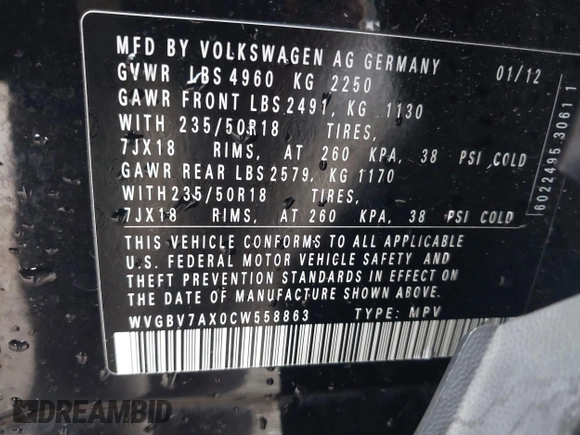 MFD BY VOLKSWAGEN AG GERMANY 01/12
GVWR LBS 4960 KG 2250
GAWR FRONT LBS 2491, KG 1130
WITH 235/50R18 TIRES,
7JX18 RIMS, AT 260 KPA, 38 PSI COLD
GAWR REAR LBS 2579, KG 1170
WITH 235/50R18 TIRES,
7JX18 RIMS, AT 260 KPA, 38 PSI COLD
THIS VEHICLE CONFORMS TO ALL APPLICABLE
U.S. FEDERAL MOTOR VEHICLE SAFETY AND
THEFT PREVENTION STANDARDS IN EFFECT ON
THE DATE OF MANUFACTURE SHOWN ABOVE
WVGBV7AX0CW558863 TYPE: MPV
6022495 3061 1
DREAMBID